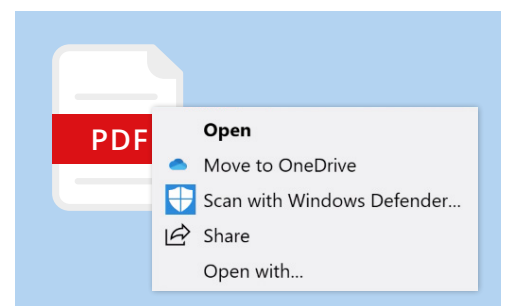 PDF
Open
Move to OneDrive
Scan with Windows Defender...
Share
Open with...